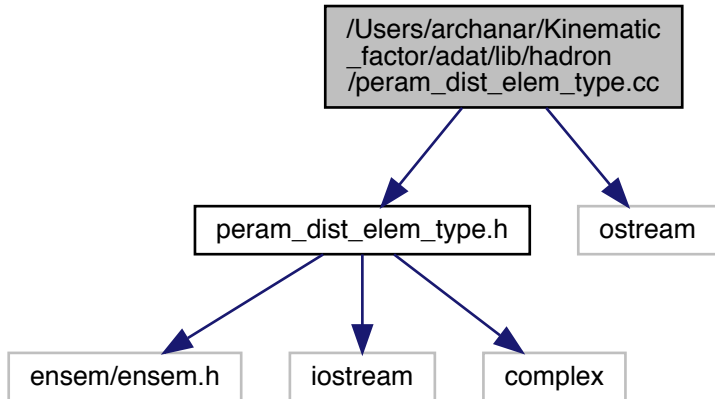 /Users/archanar/Kinematic
_factor/adat/lib/hadron
/peram_dist_elem_type.cc
peram_dist_elem_type.h
ostream
ensem/ensem.h
iostream
complex